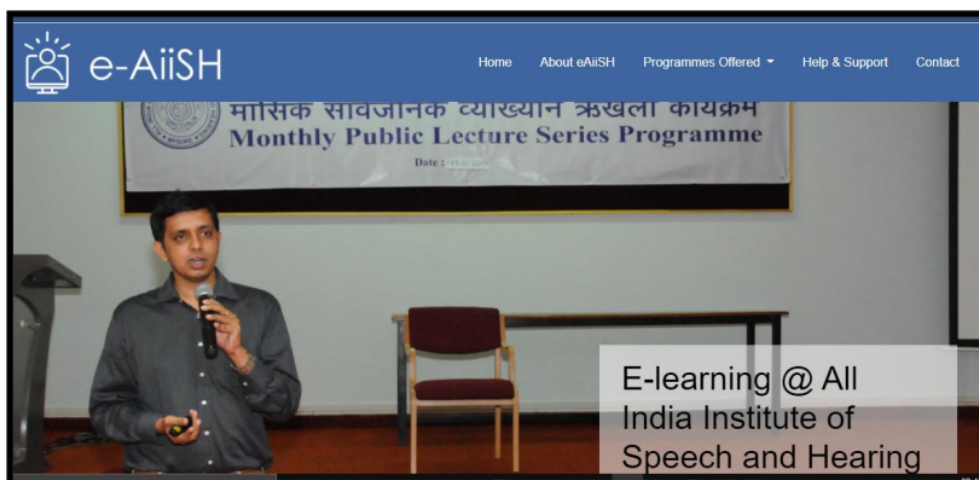 e-AiiSH
Home About eAiiSH Programmes Offered Help & Support Contact
मासिक सार्वजनिक व्याख्यान श्रृंखला कार्यक्रम
Monthly Public Lecture Series Programme
Date :
E-learning @ All
India Institute of
Speech and Hearing